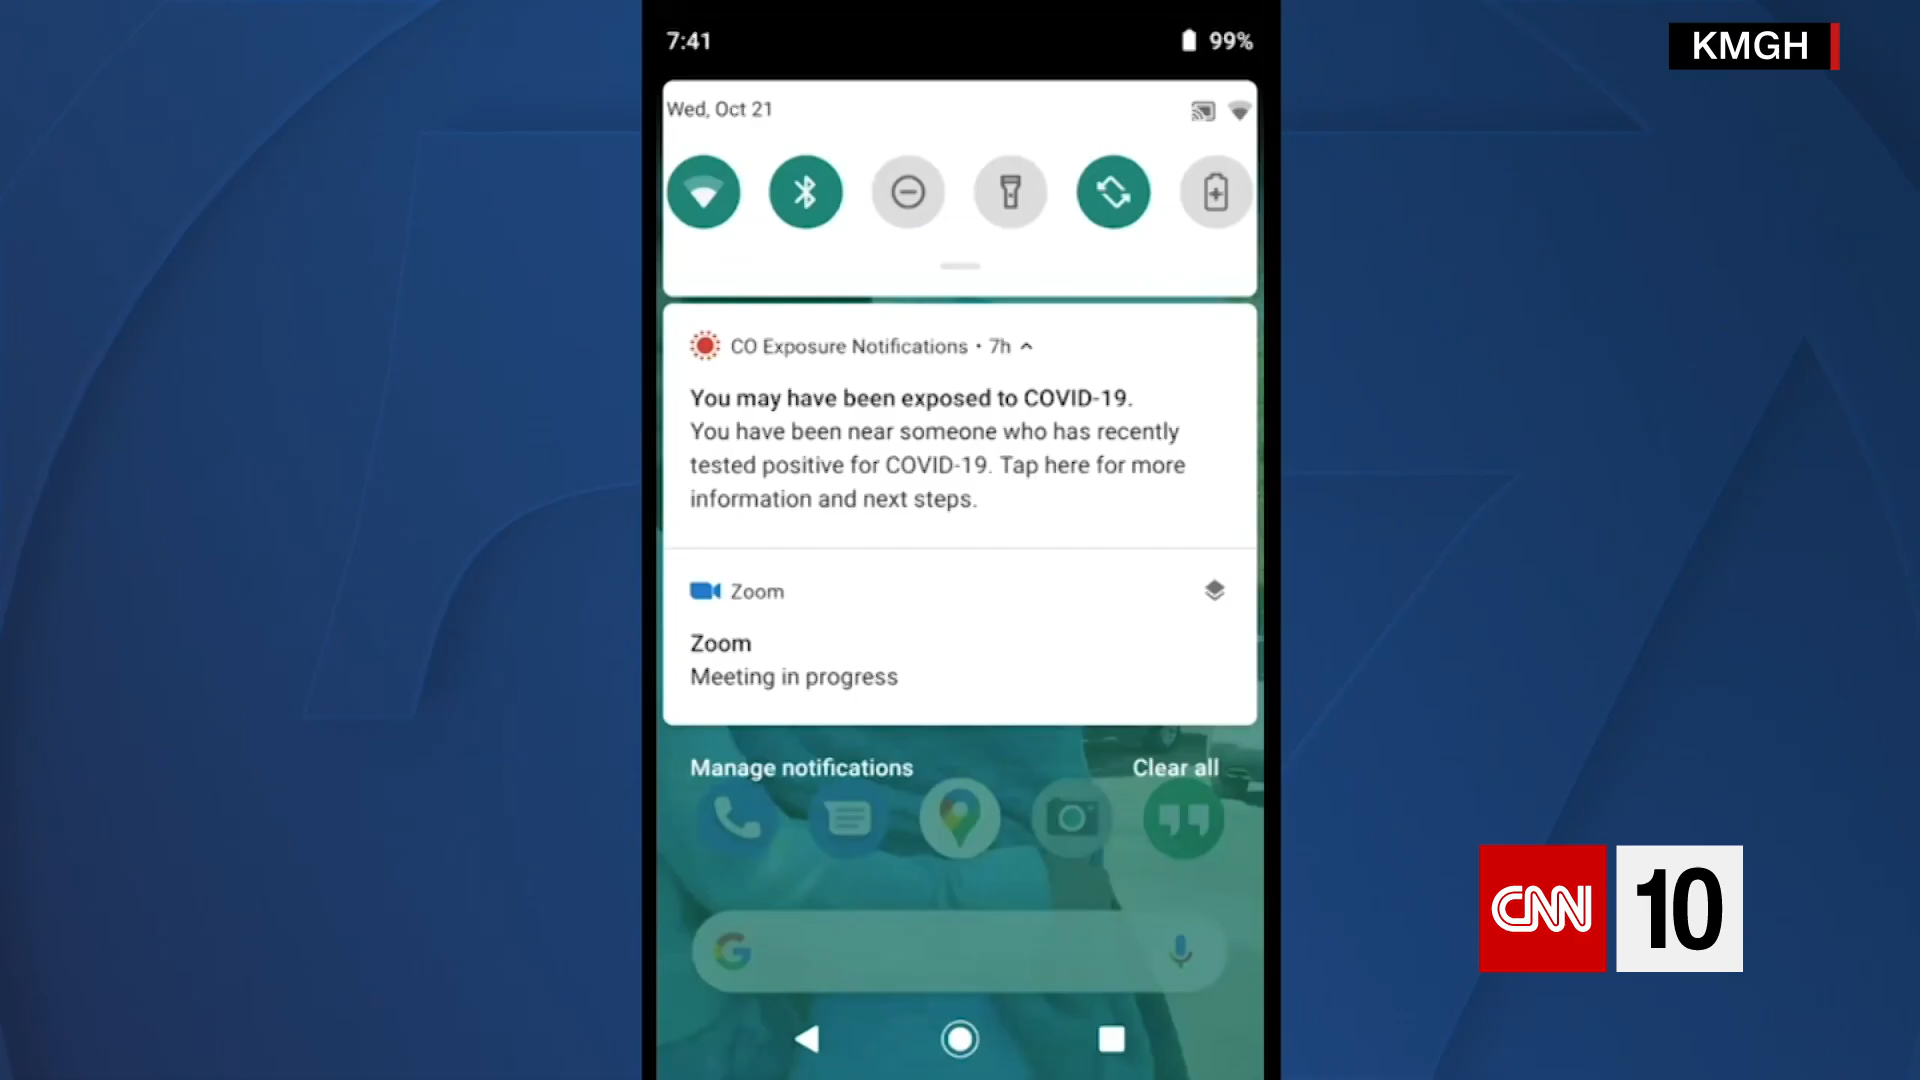 7:41
99%
KMGH
Wed, Oct 21
CO Exposure Notifications • 7h
You may have been exposed to COVID-19.
You have been near someone who has recently
tested positive for COVID-19. Tap here for more
information and next steps.
Zoom
Zoom
Meeting in progress
Manage notifications
Clear all
G
CNN 10